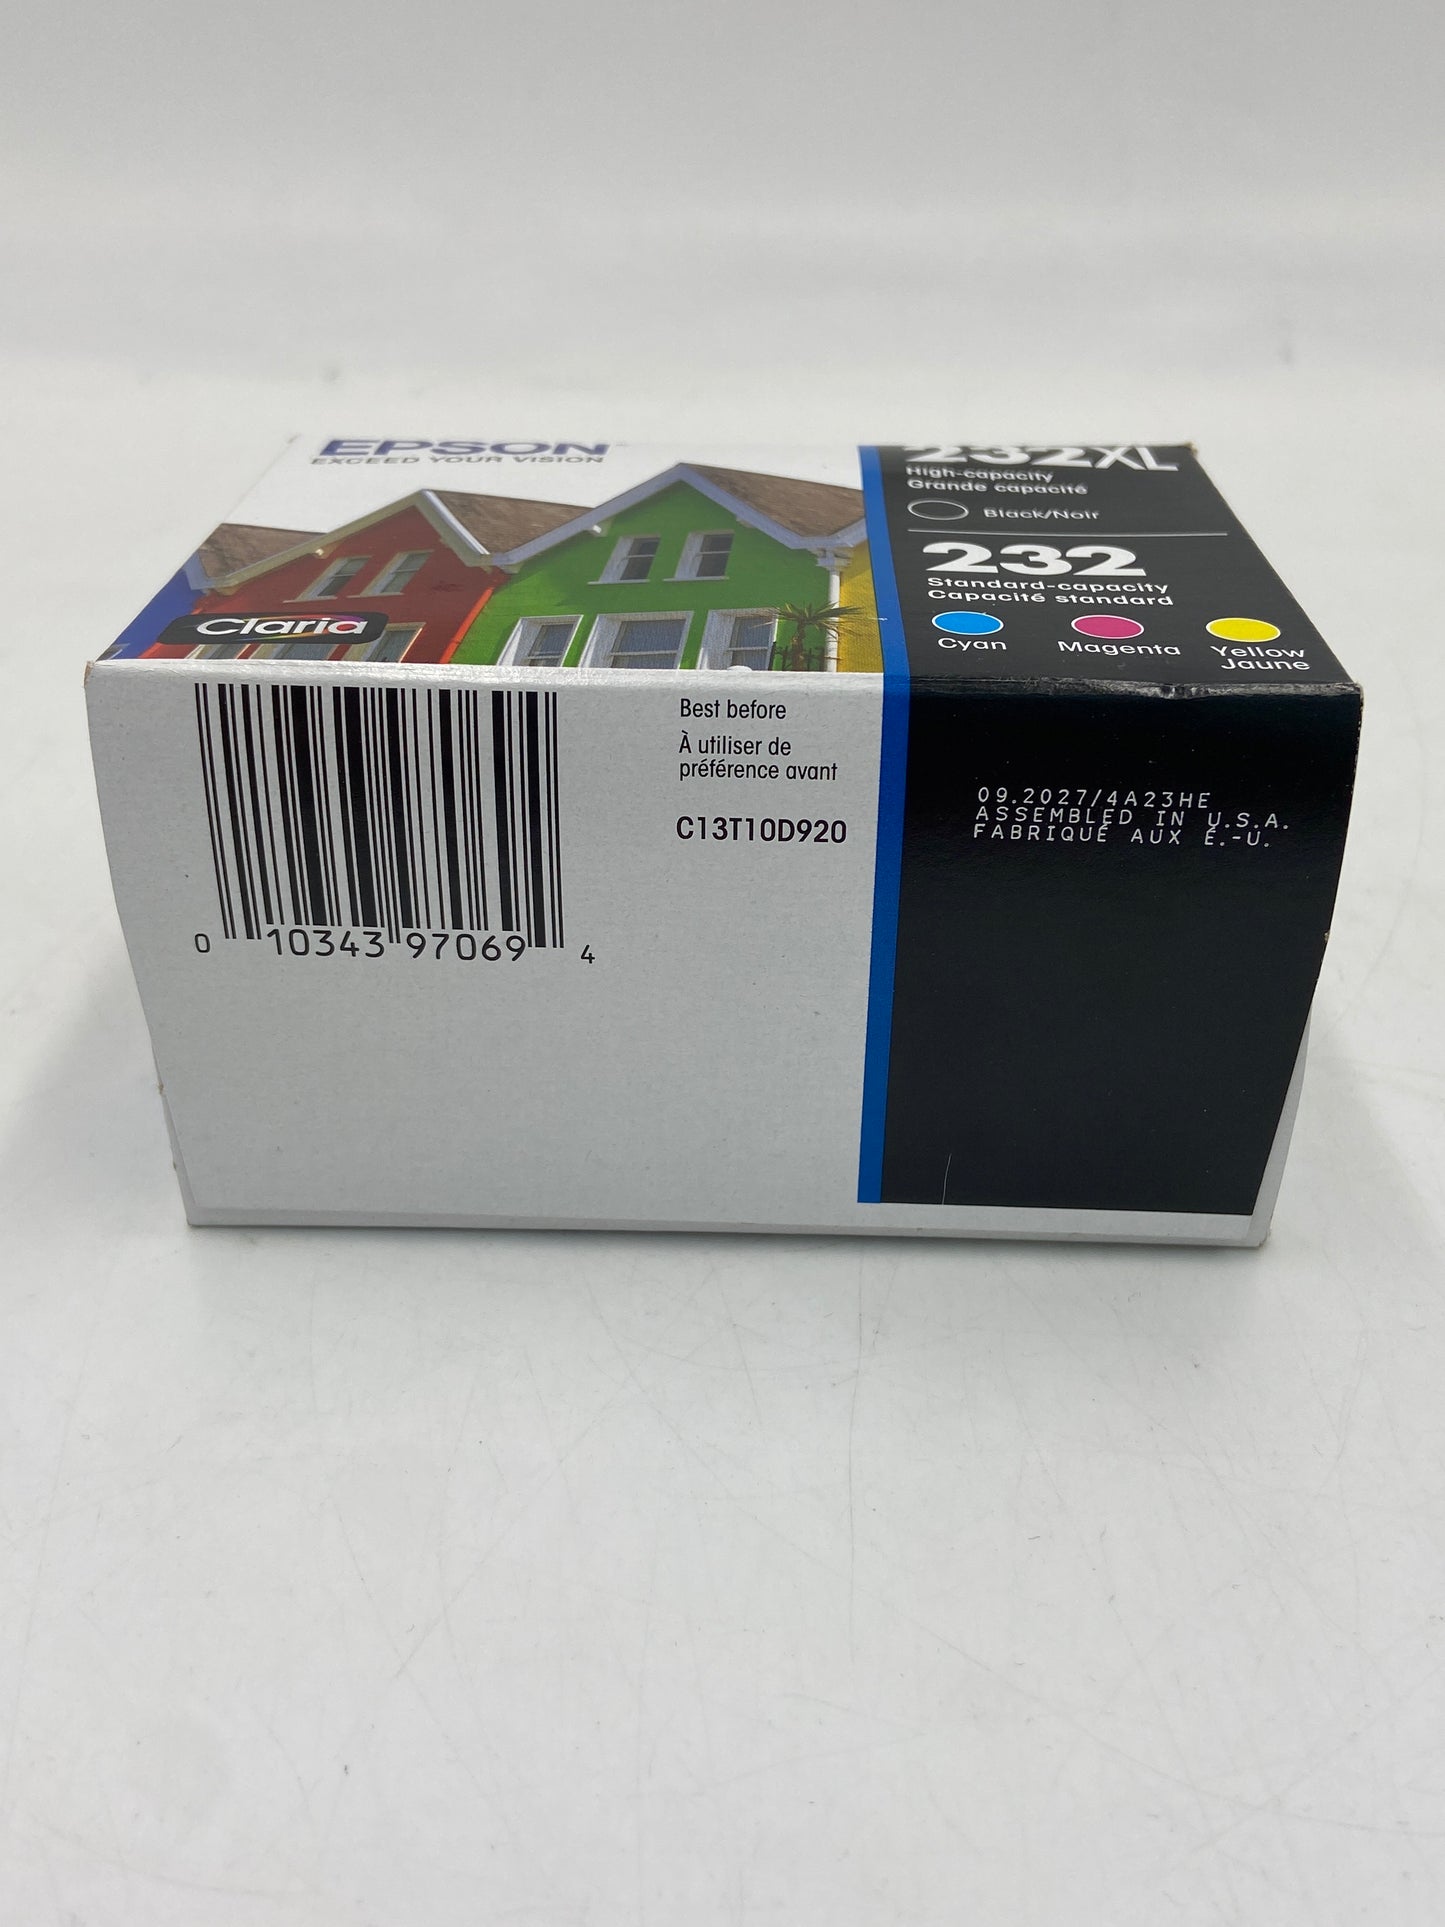 EPSON
EXCEED YOUR VISION
Claria
232XL
High-capacity
Grande capacité
Black/Noir
232
Standard-capacity
Capacité standard
Cyan
Magenta
Yellow
Jaune
Best before
À utiliser de
préférence avant
C13T10D920
0 10343 97069 4
09.2027/4A23HE
ASSEMBLED IN U.S.A.
FABRIQUÉ AUX É.-U.